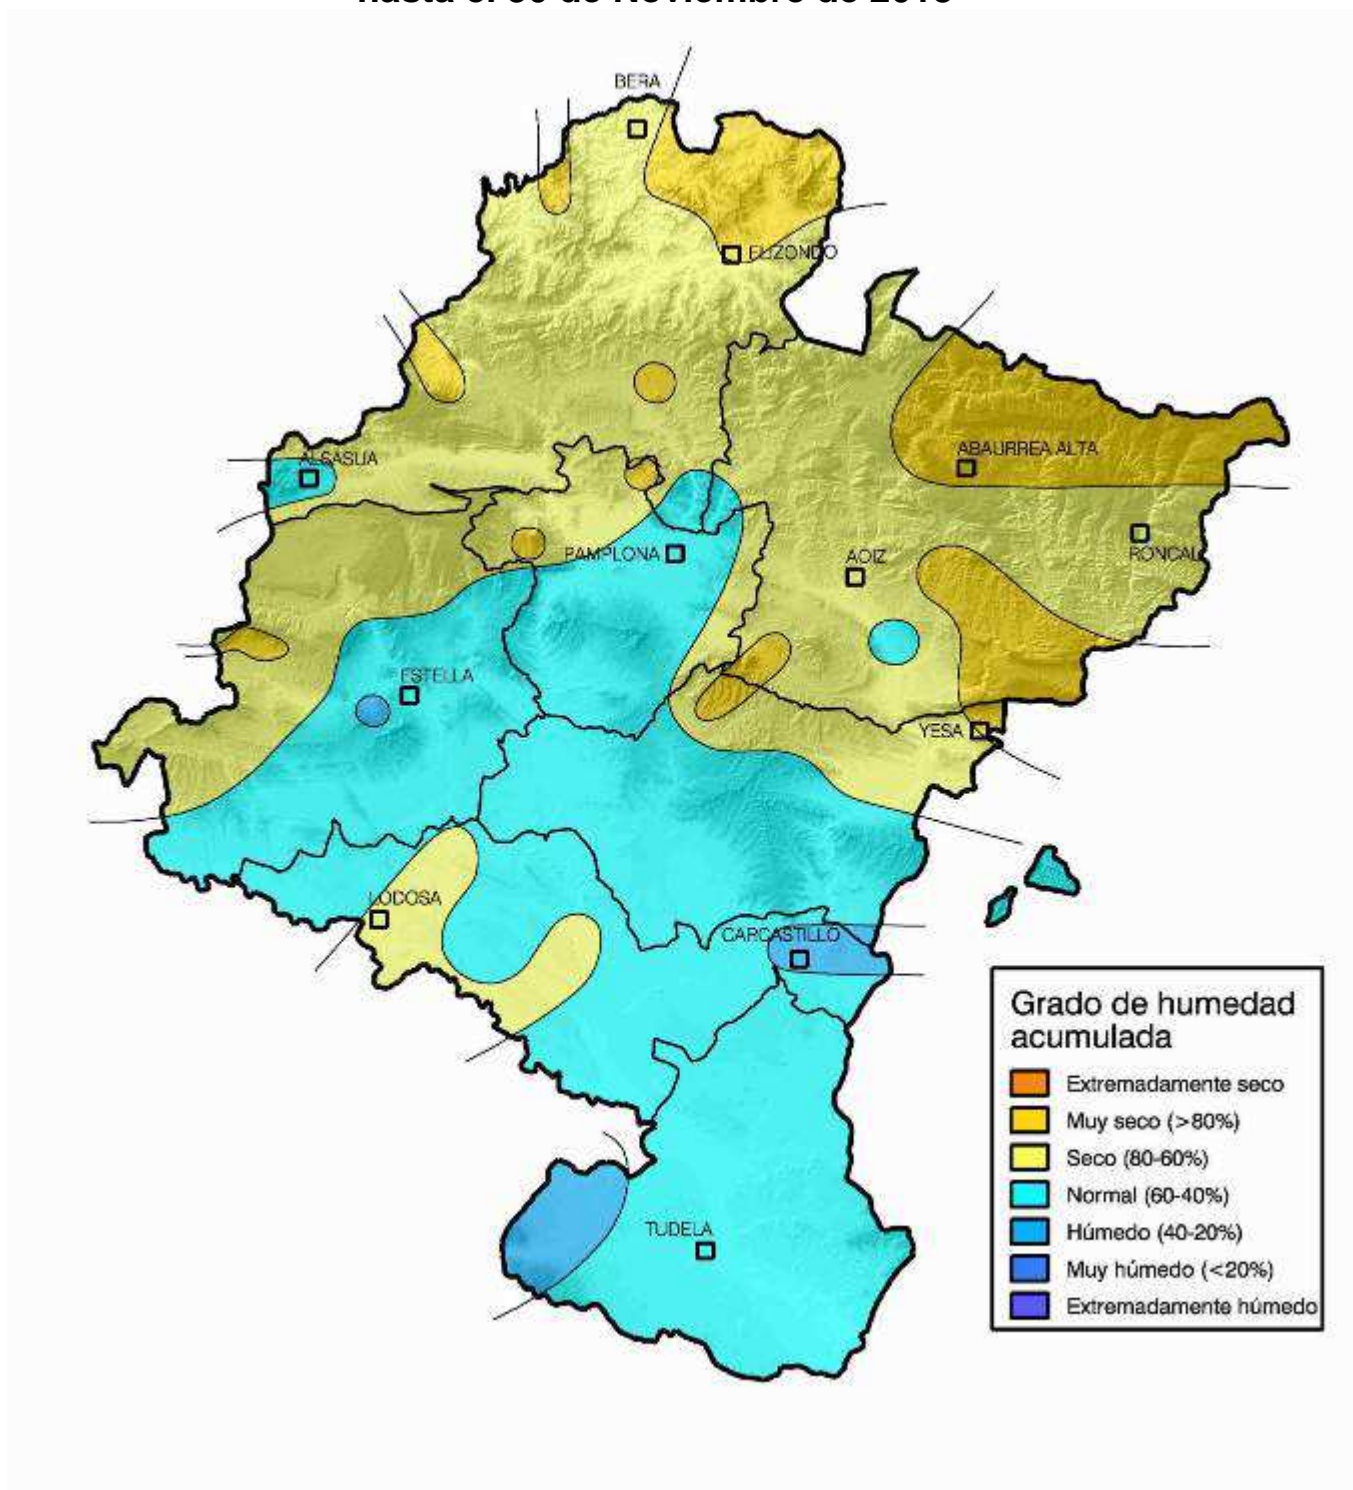 BERA
ELIZONDO
ALSASUA
ABAURREA ALTA
PAMPLONA
AOIZ
RONCAL
ESTELLA
YESA
LODOSA
CARCASTILLO
TUDELA
Grado de humedad
acumulada
Extremadamente seco
Muy seco (>80%)
Seco (80-60%)
Normal (60-40%)
Húmedo (40-20%)
Muy húmedo (<20%)
Extremadamente húmedo